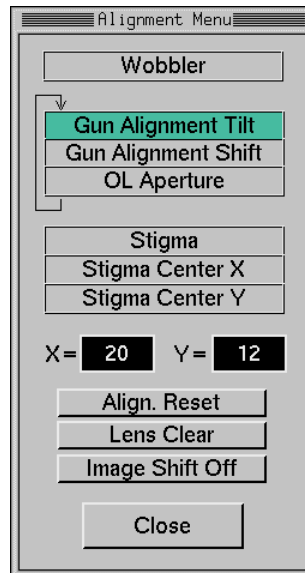 Alignment Menu
Wobbler
Gun Alignment Tilt
Gun Alignment Shift
OL Aperture
Stigma
Stigma Center X
Stigma Center Y
X= 20 Y= 12
Align. Reset
Lens Clear
Image Shift Off
Close